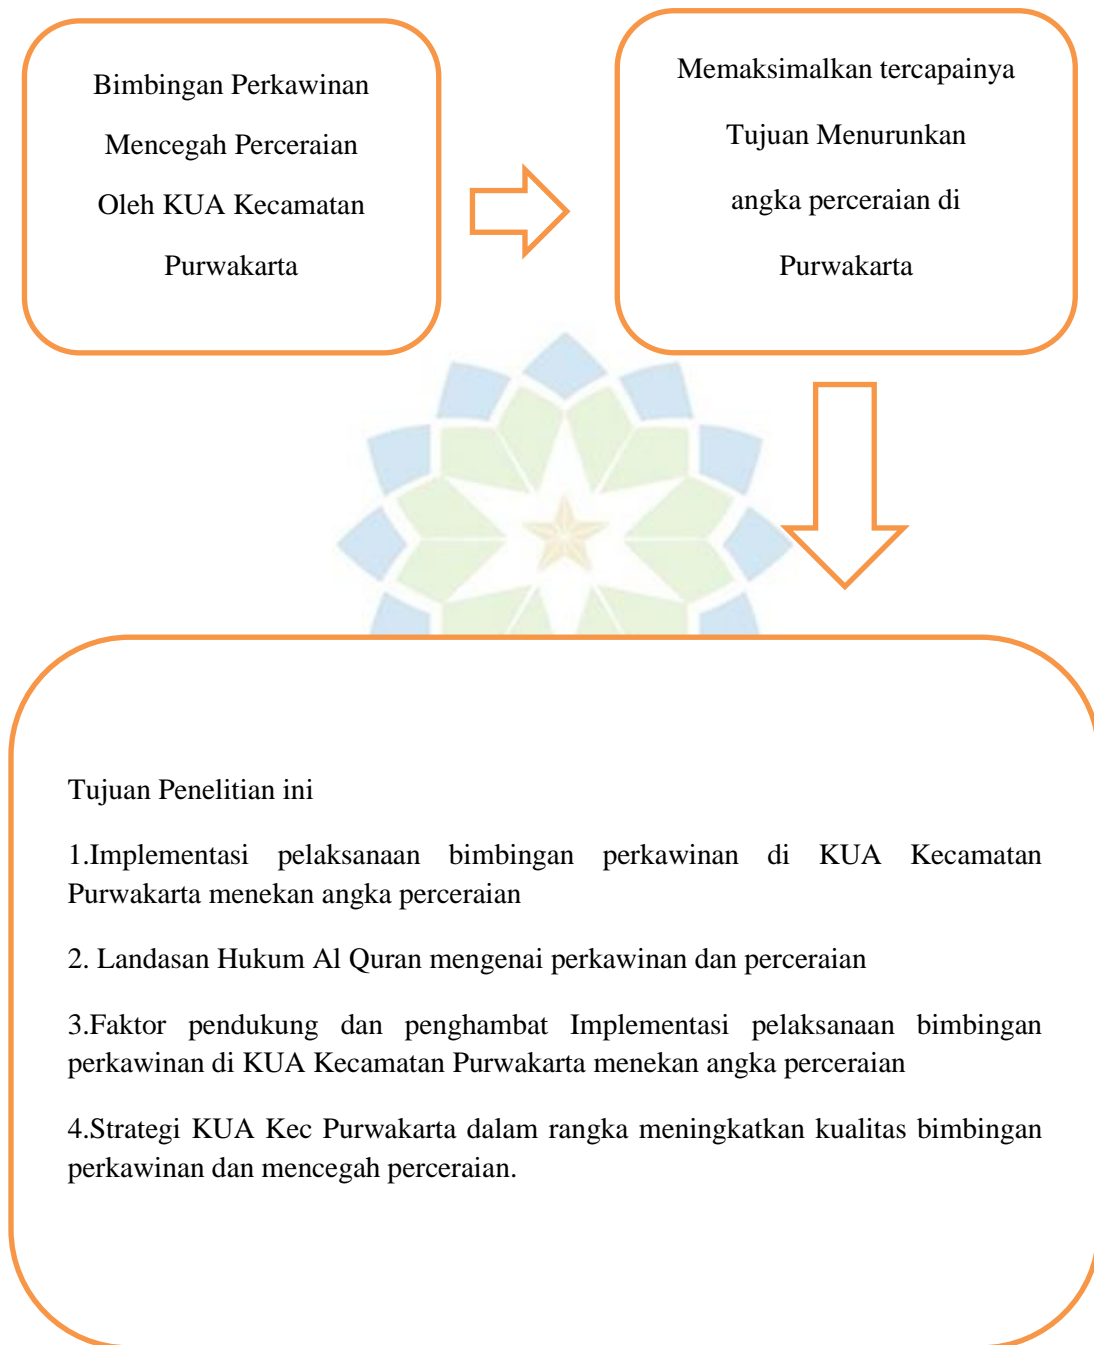 Bimbingan Perkawinan
Mencegah Perceraian
Oleh KUA Kecamatan
Purwakarta
Memaksimalkan tercapainya
Tujuan Menurunkan
angka perceraian di
Purwakarta
Tujuan Penelitian ini
1.Implementasi pelaksanaan bimbingan perkawinan di KUA Kecamatan
Purwakarta menekan angka perceraian
2. Landasan Hukum Al Quran mengenai perkawinan dan perceraian
3.Faktor pendukung dan penghambat Implementasi pelaksanaan bimbingan
perkawinan di KUA Kecamatan Purwakarta menekan angka perceraian
4.Strategi KUA Kec Purwakarta dalam rangka meningkatkan kualitas bimbingan
perkawinan dan mencegah perceraian.